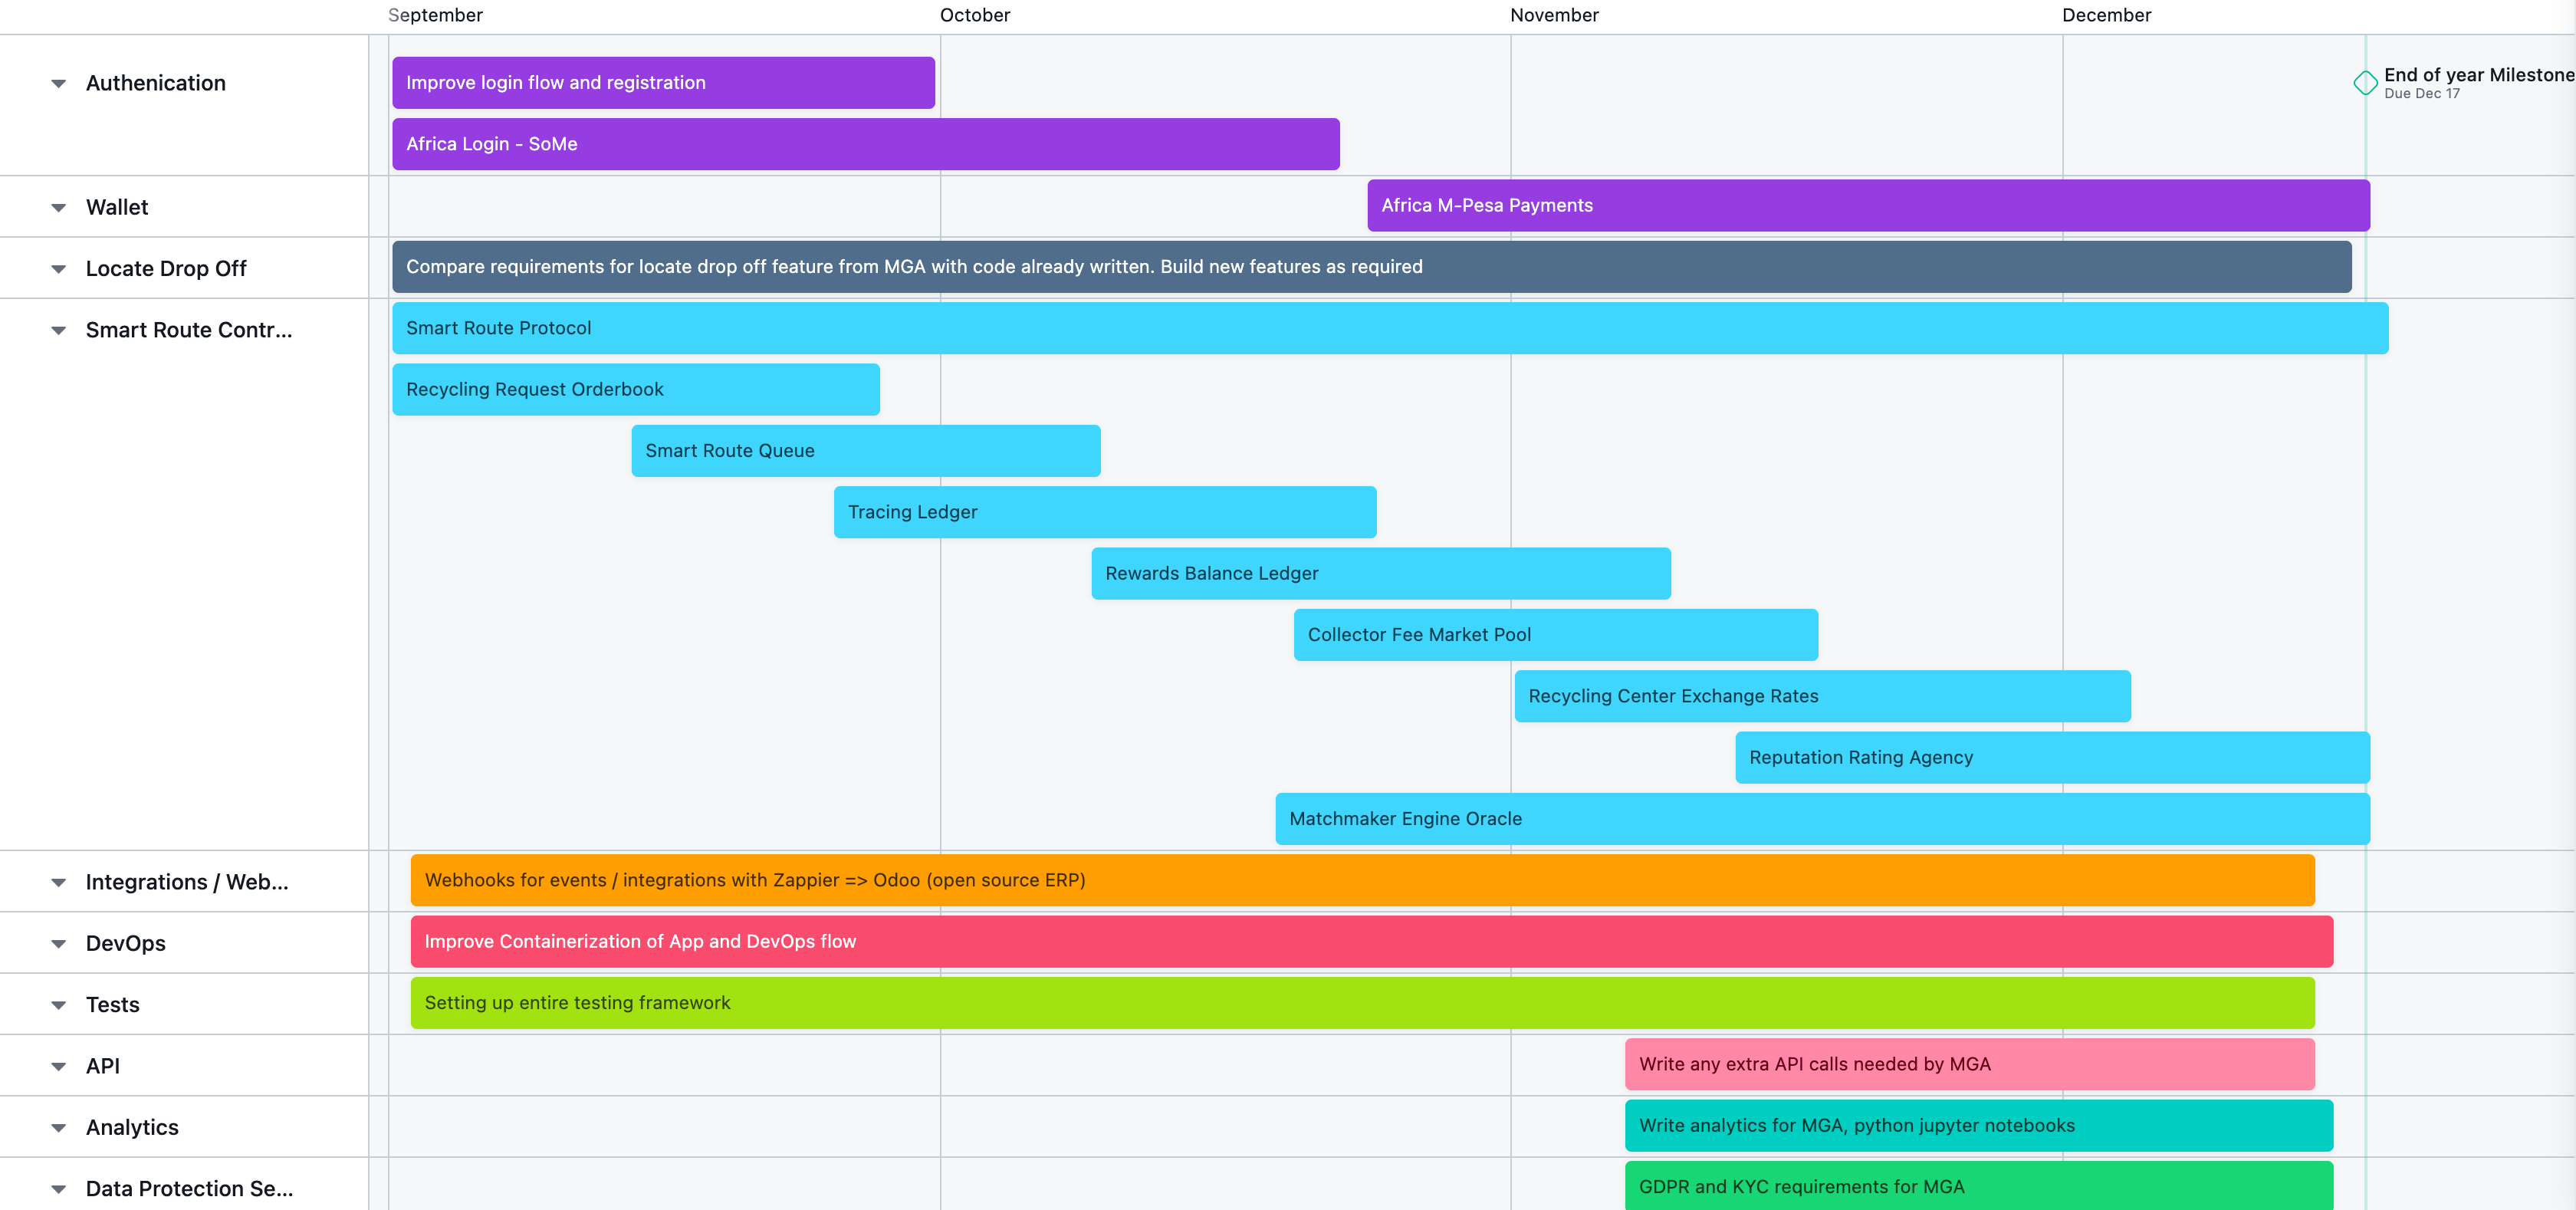 September October November December
Authenication
Improve login flow and registration
End of year Milestone
Due Dec 17
Africa Login - SoMe
Wallet
Africa M-Pesa Payments
Locate Drop Off
Compare requirements for locate drop off feature from MGA with code already written. Build new features as required
Smart Route Contr...
Smart Route Protocol
Recycling Request Orderbook
Smart Route Queue
Tracing Ledger
Rewards Balance Ledger
Collector Fee Market Pool
Recycling Center Exchange Rates
Reputation Rating Agency
Matchmaker Engine Oracle
Integrations / Web...
Webhooks for events / integrations with Zappier => Odoo (open source ERP)
DevOps
Improve Containerization of App and DevOps flow
Tests
Setting up entire testing framework
API
Write any extra API calls needed by MGA
Analytics
Write analytics for MGA, python jupyter notebooks
Data Protection Se...
GDPR and KYC requirements for MGA